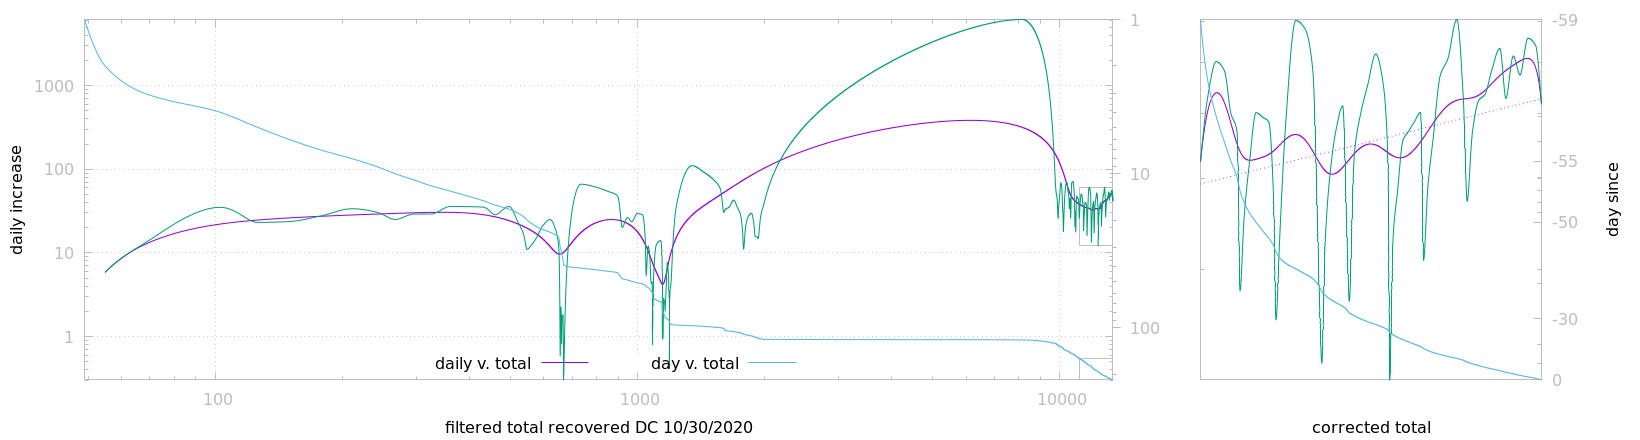 daily increase
1000
100
10
1
daily v. total
day v. total
100
1000
10000
filtered total recovered DC 10/30/2020
1
10
100
-59
-55
-50
-30
0
day since
corrected total